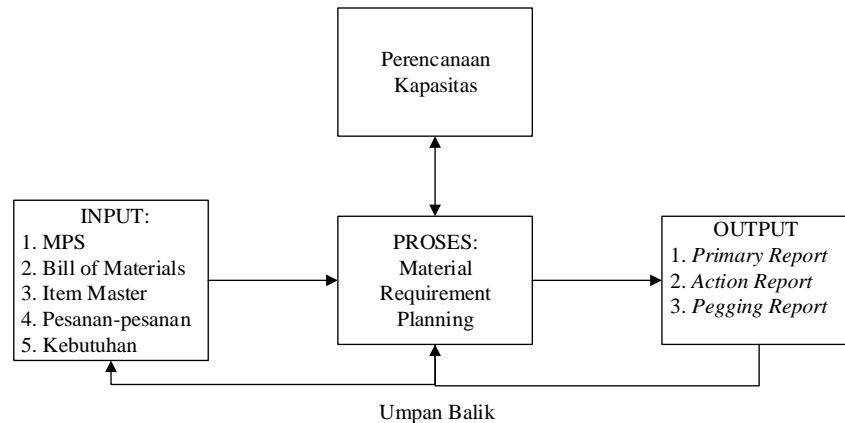 Perencanaan
Kapasitas
INPUT:
1. MPS
2. Bill of Materials
3. Item Master
4. Pesanan-pesanan
5. Kebutuhan
PROSES:
Material
Requirement
Planning
OUTPUT
1. Primary Report
2. Action Report
3. Pegging Report
Umpan Balik